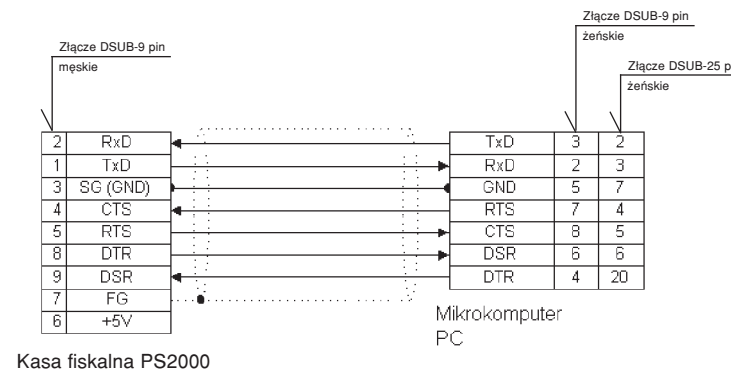 Złącze DSUB-9 pin
żeńskie
Złącze DSUB-9 pin
męskie
Złącze DSUB-25 p
żeńskie
2 RxD TxD 3 2
1 TxD RxD 2 3
3 SG (GND) GND 5 7
4 CTS RTS 7 4
5 RTS CTS 8 5
8 DTR DSR 6 6
9 DSR DTR 4 20
7 FG
6 +5V
Mikrokomputer
PC
Kasa fiskalna PS2000